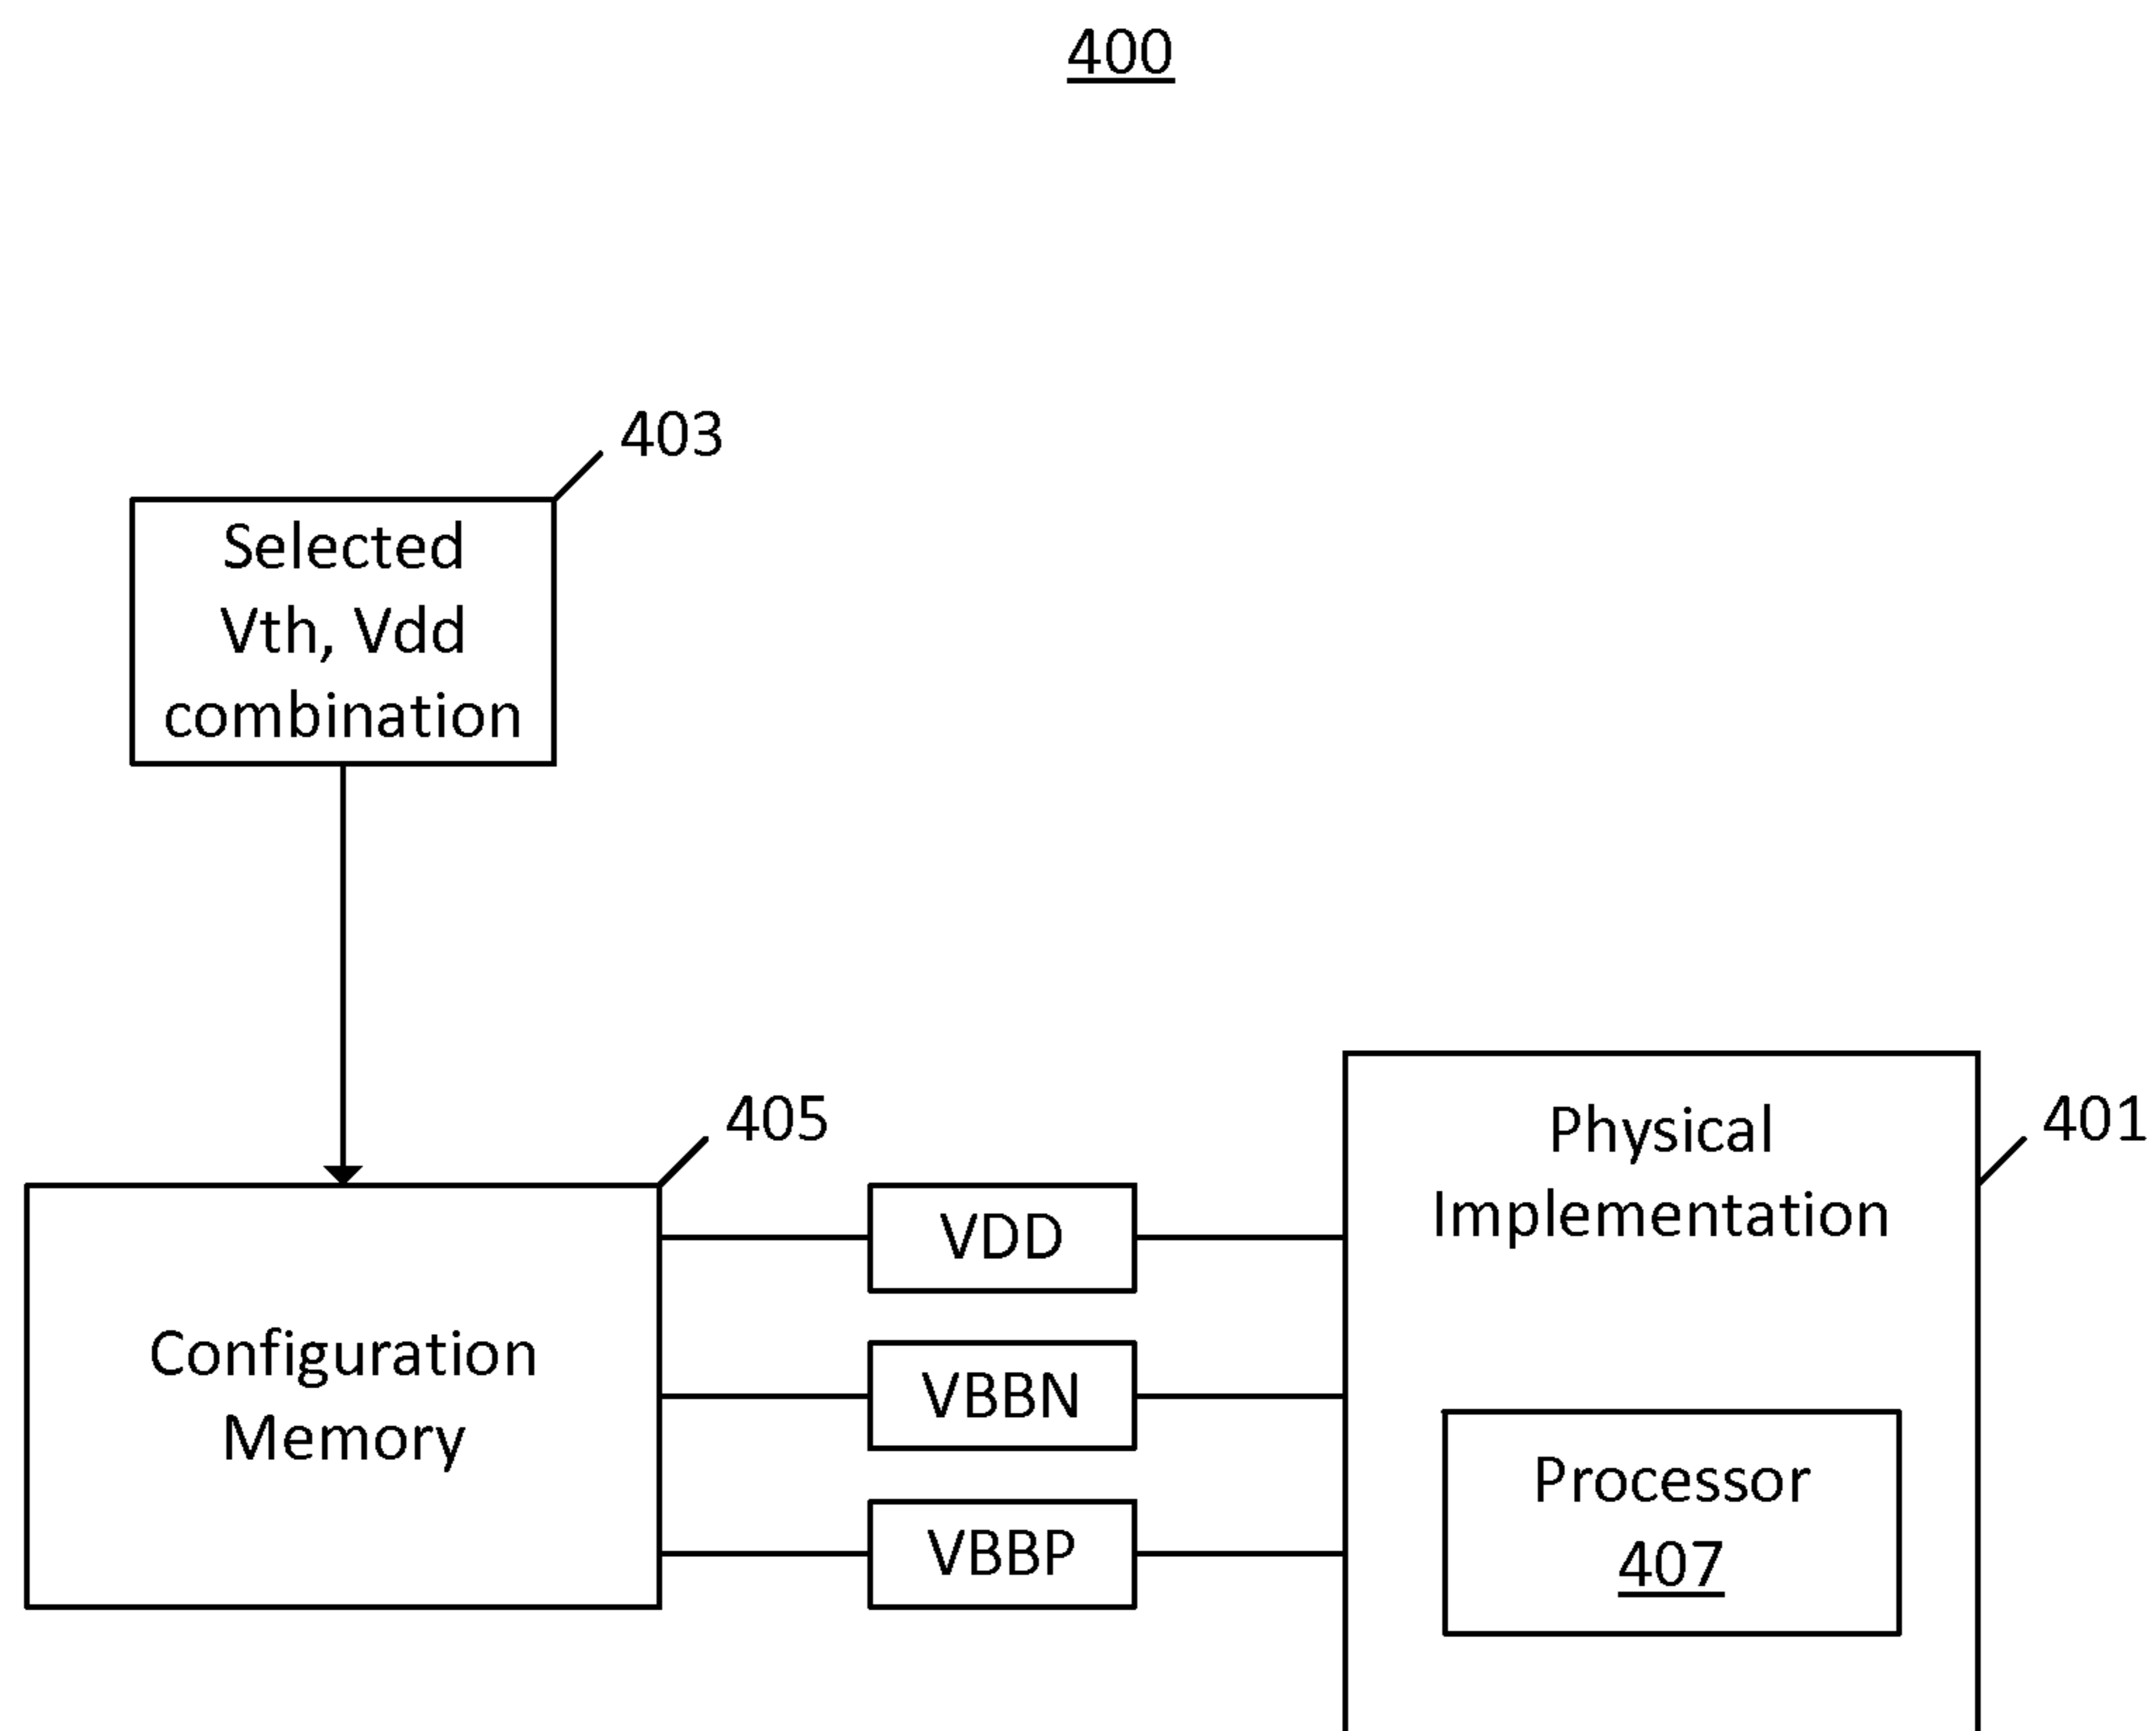 400
403
Selected
Vth, Vdd
combination
405
401
Configuration
Memory
VDD
VBBN
VBBP
Physical
Implementation
Processor
407